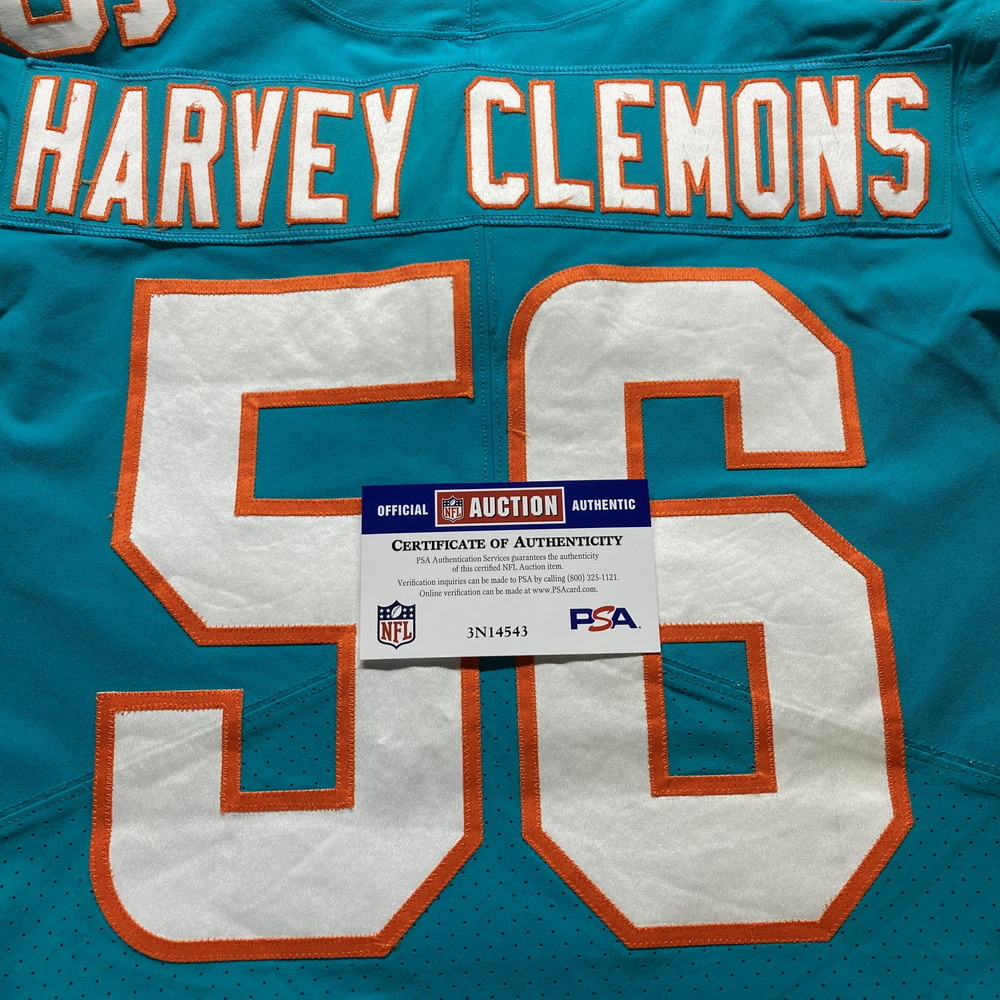 HARVEY CLEMONS
56
OFFICIAL NFL AUCTION AUTHENTIC
CERTIFICATE OF AUTHENTICITY
PSA Authentication Services guarantees the authenticity
of this certified NFL Auction item.
Verification inquiries can be made to PSA by calling (800) 325-1121.
Online verification can be made at www.PSAcard.com.
NFL 3N14543 PSA.